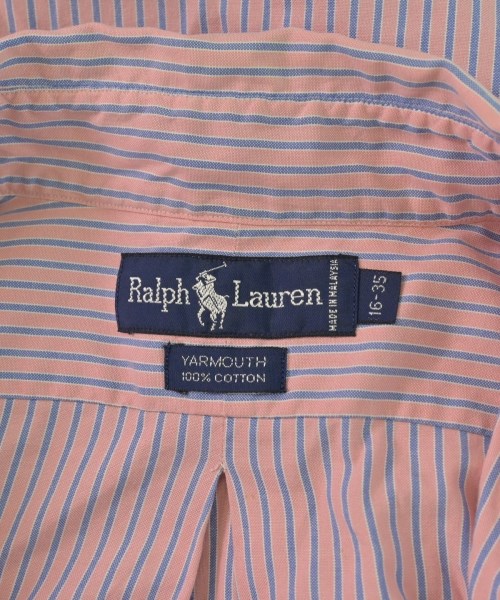 Ralph Lauren
MADE IN MALAYSIA
16-35
YARMOUTH
100% COTTON